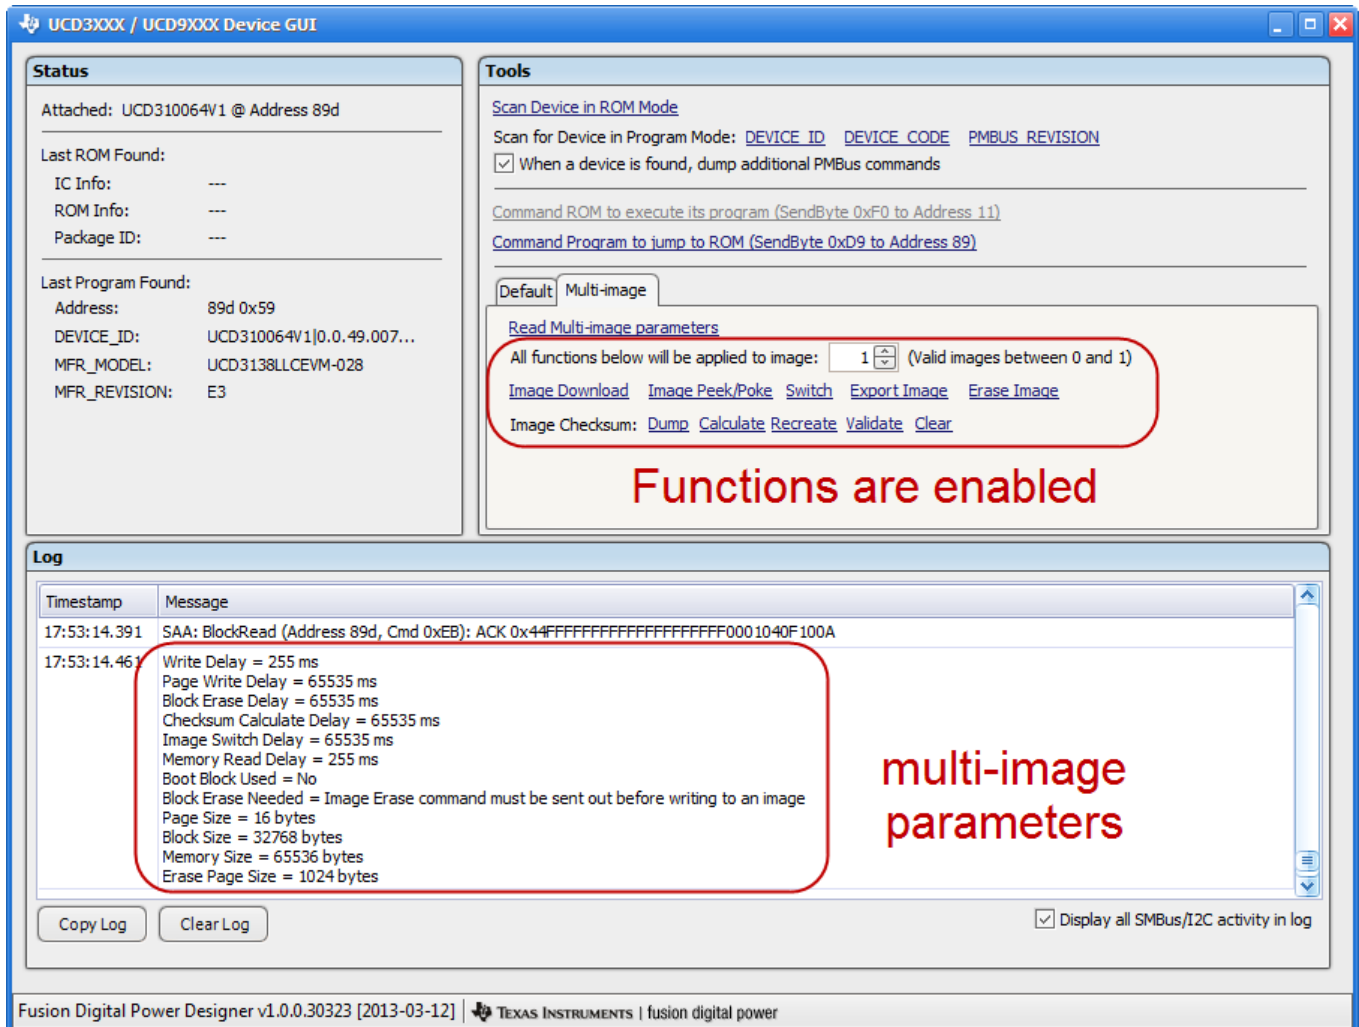 UCD3XXX / UCD9XXX Device GUI
Status
Attached: UCD310064V1 @ Address 89d
Last ROM Found:
IC Info: ---
ROM Info: ---
Package ID: ---
Last Program Found:
Address: 89d 0x59
DEVICE_ID: UCD310064V1|0.0.49.007...
MFR_MODEL: UCD3138LLCEVM-028
MFR_REVISION: E3
Tools
Scan Device in ROM Mode
Scan for Device in Program Mode: DEVICE_ID DEVICE_CODE PMBUS_REVISION
When a device is found, dump additional PMBus commands
Command ROM to execute its program (SendByte 0xF0 to Address 11)
Command Program to jump to ROM (SendByte 0xD9 to Address 89)
Default Multi-image
Read Multi-image parameters
All functions below will be applied to image: 1 (Valid images between 0 and 1)
Image Download Image Peek/Poke Switch Export Image Erase Image
Image Checksum: Dump Calculate Recreate Validate Clear
Functions are enabled
Log
Timestamp Message
17:53:14.391 SAA: BlockRead (Address 89d, Cmd 0xEB): ACK 0x44FFFFFFFFFFFFFFFFFFFF0001040F100A
17:53:14.461 Write Delay = 255 ms
Page Write Delay = 65535 ms
Block Erase Delay = 65535 ms
Checksum Calculate Delay = 65535 ms
Image Switch Delay = 65535 ms
Memory Read Delay = 255 ms
Boot Block Used = No
Block Erase Needed = Image Erase command must be sent out before writing to an image
Page Size = 16 bytes
Block Size = 32768 bytes
Memory Size = 65536 bytes
Erase Page Size = 1024 bytes
multi-image
parameters
Copy Log Clear Log Display all SMBus/I2C activity in log
Fusion Digital Power Designer v1.0.0.30323 [2013-03-12] TEXAS INSTRUMENTS | fusion digital power